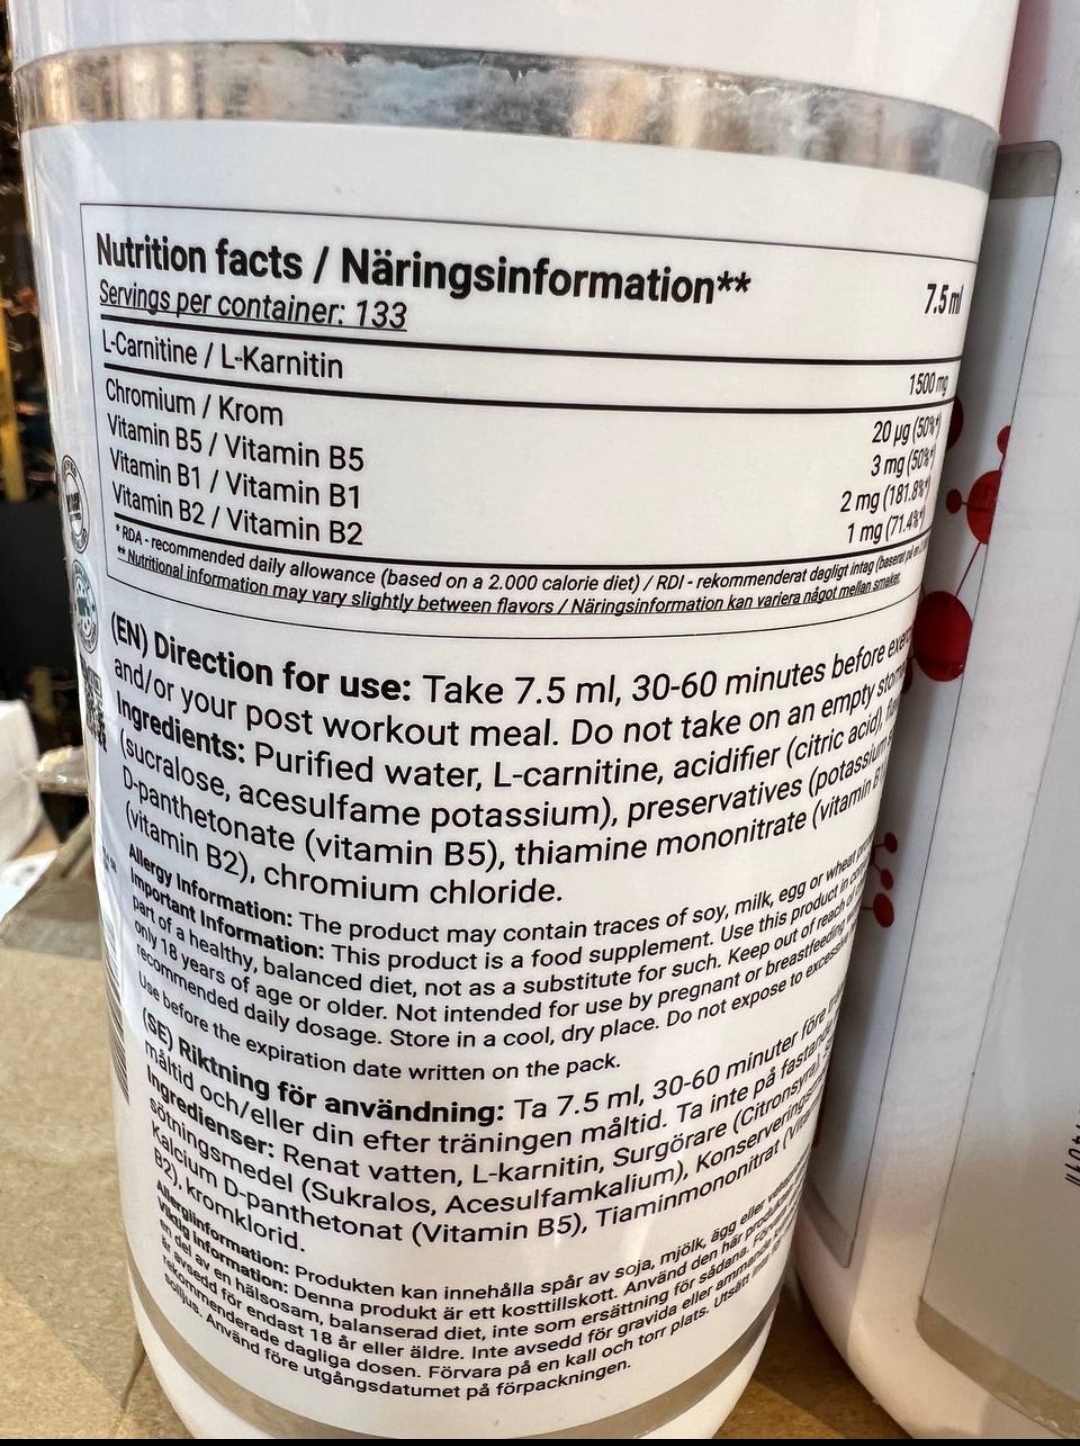 Nutrition facts / Näringsinformation** 7.5 ml
Servings per container: 133
L-Carnitine / L-Karnitin 1500 mg
Chromium / Krom 20 µg (50%*)
Vitamin B5 / Vitamin B5 3 mg (50%*)
Vitamin B1 / Vitamin B1 2 mg (181.8%*)
Vitamin B2 / Vitamin B2 1 mg (71.4%*)
* RDA - recommended daily allowance (based on a 2.000 calorie diet) / RDI - rekommenderat dagligt intag (baserat på en
** Nutritional information may vary slightly between flavors / Näringsinformation kan variera något mellan smaker.
(EN) Direction for use: Take 7.5 ml, 30-60 minutes before
and/or your post workout meal. Do not take on an empty
Ingredients: Purified water, L-carnitine, acidifier (citric acid),
(sucralose, acesulfame potassium), preservatives (potassium
D-panthetonate (vitamin B5), thiamine mononitrate (vitamin
(vitamin B2), chromium chloride.
Allergy Information: The product may contain traces of soy, milk, egg or wheat
Important Information: This product is a food supplement. Use this product in
part of a healthy, balanced diet, not as a substitute for such. Keep out of reach of
only 18 years of age or older. Not intended for use by pregnant or breastfeeding
recommended daily dosage. Store in a cool, dry place. Do not expose to
Use before the expiration date written on the pack.
(SE) Riktning för användning: Ta 7.5 ml, 30-60 minuter före
måltid och/eller din efter träningen måltid. Ta inte på
Ingredienser: Renat vatten, L-karnitin, Surgörare (Citronsyra),
sötningsmedel (Sukralos, Acesulfamkalium),
Kalcium D-panthetonat (Vitamin B5), Tiaminmononitrat
B2), kromklorid.
Allergiinformation: Produkten kan innehålla spår av soja, mjölk, ägg eller
Viktig Information: Denna produkt är ett kosttillskott. Använd den här
en del av en hälsosam, balanserad diet, inte som ersättning för sådana.
är avsedd för endast 18 år eller äldre. Inte avsedd för gravida eller ammande
rekommenderade dagliga dosen. Förvara på en kall och torr plats. Utsätt inte
solljus. Använd före utgångsdatumet på förpackningen.